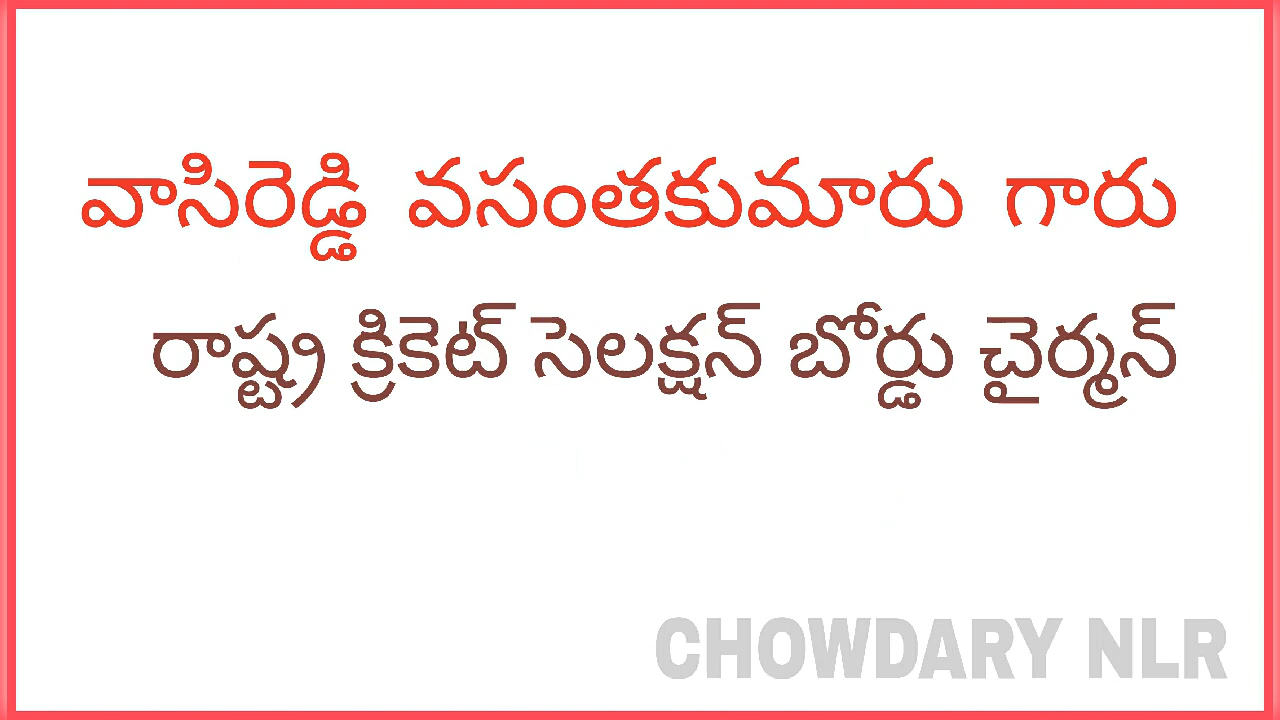 వాసిరెడ్డి వసంతకుమారు గారు
రాష్ట్ర క్రికెట్ సెలక్షన్ బోర్డు చైర్మన్
CHOWDARY NLR